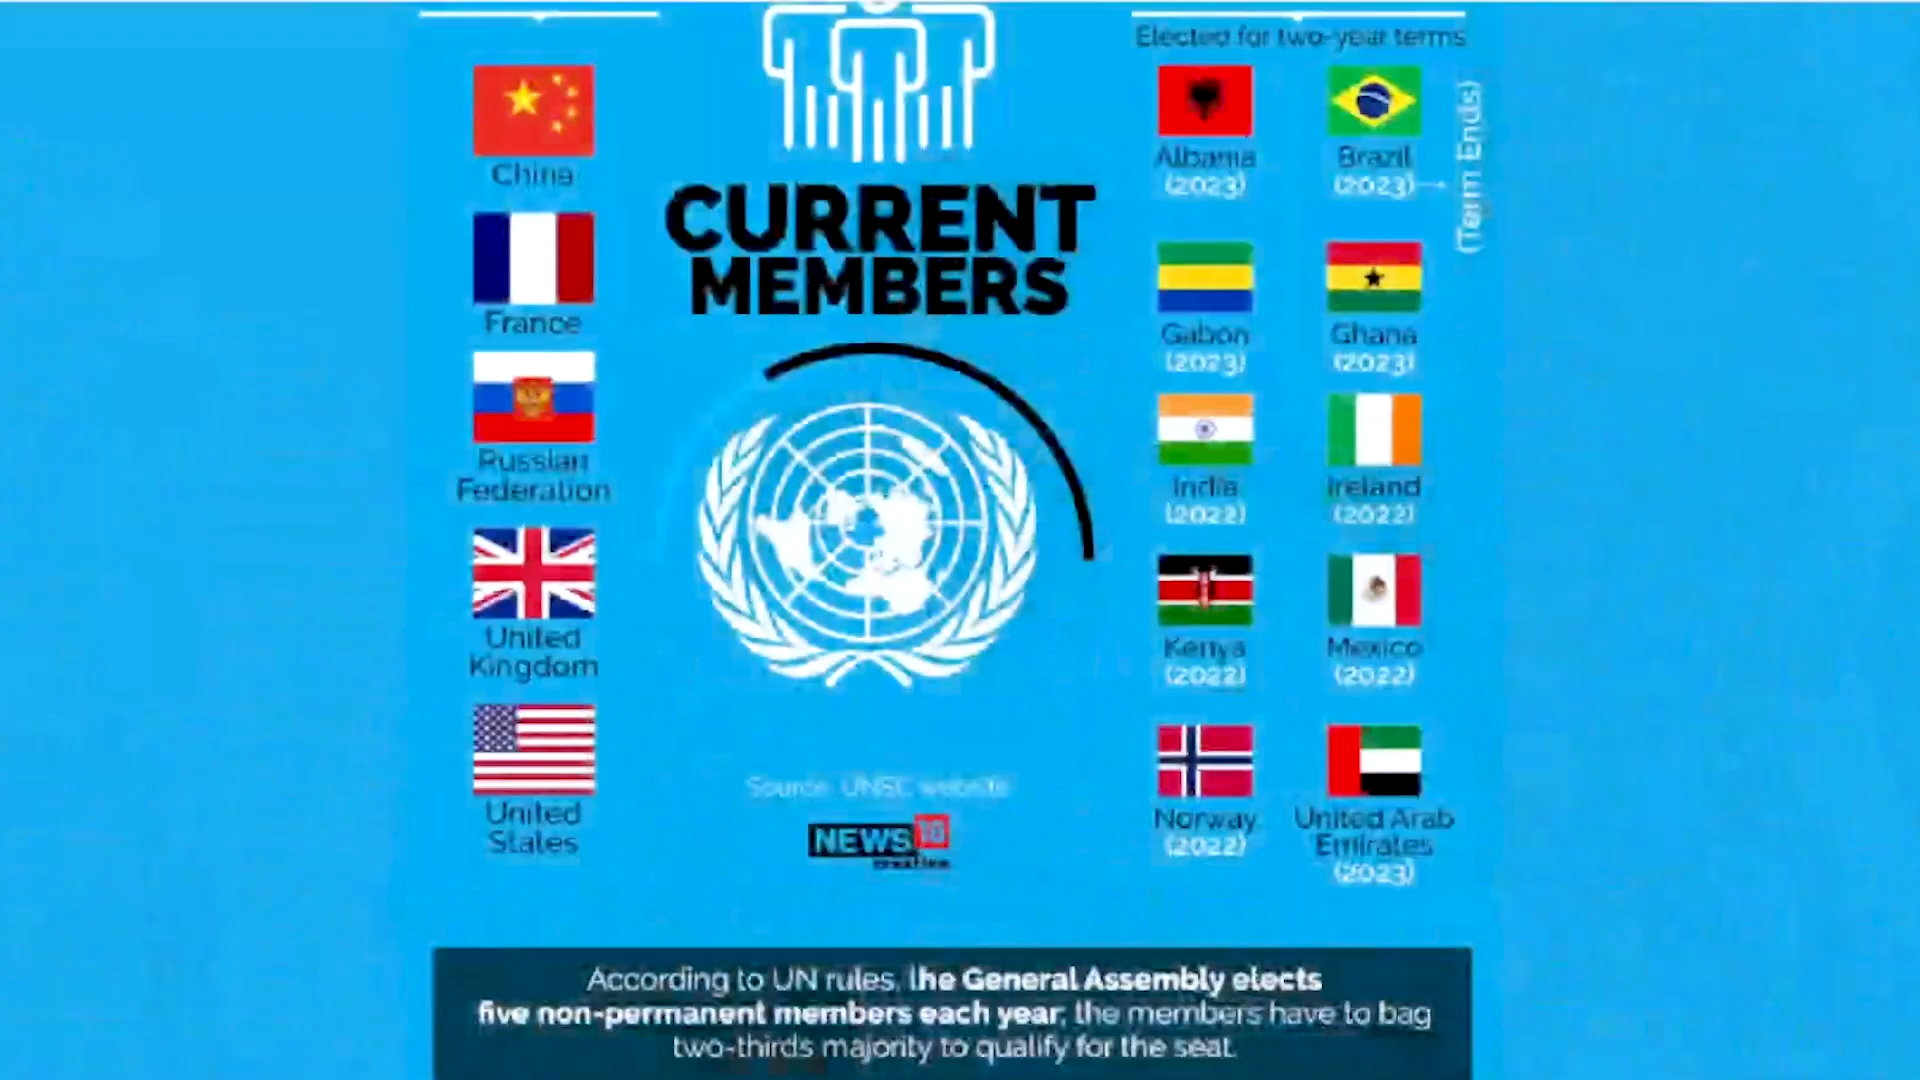 China
France
Russian
Federation
United
Kingdom
United
States
CURRENT
MEMBERS
Source: UNSC website
NEWS18
creative
Elected for two-year terms
Albania
(2023)
Brazil
(2023)
(Term Ends)
Gabon
(2023)
Ghana
(2023)
India
(2022)
Ireland
(2022)
Kenya
(2022)
Mexico
(2022)
Norway
(2022)
United Arab
Emirates
(2023)
According to UN rules, the General Assembly elects
five non-permanent members each year; the members have to bag
two-thirds majority to qualify for the seat.